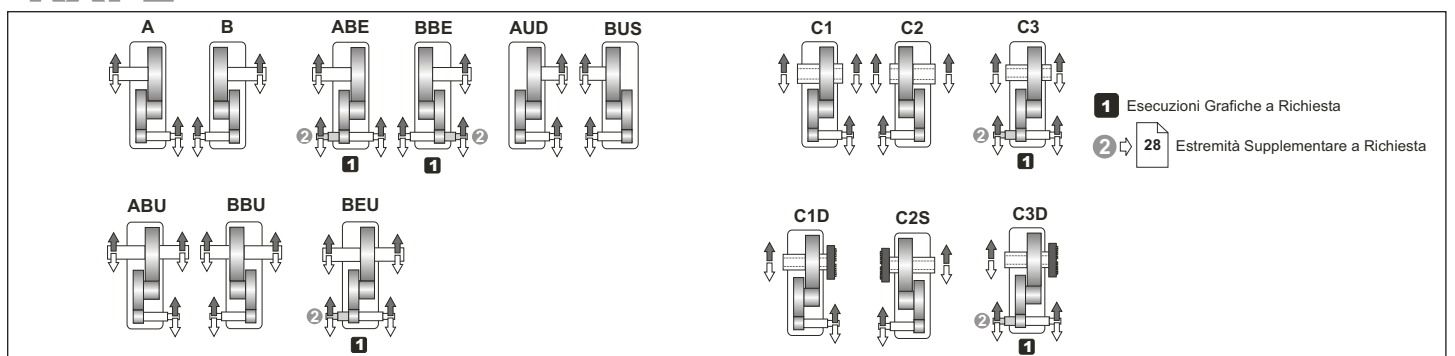 A B ABE BBE AUD BUS C1 C2 C3
1 Esecuzioni Grafiche a Richiesta
2 2 2
2 28 Estremità Supplementare a Richiesta
1 1 1
ABU BBU BEU C1D C2S C3D
2 2
1 1